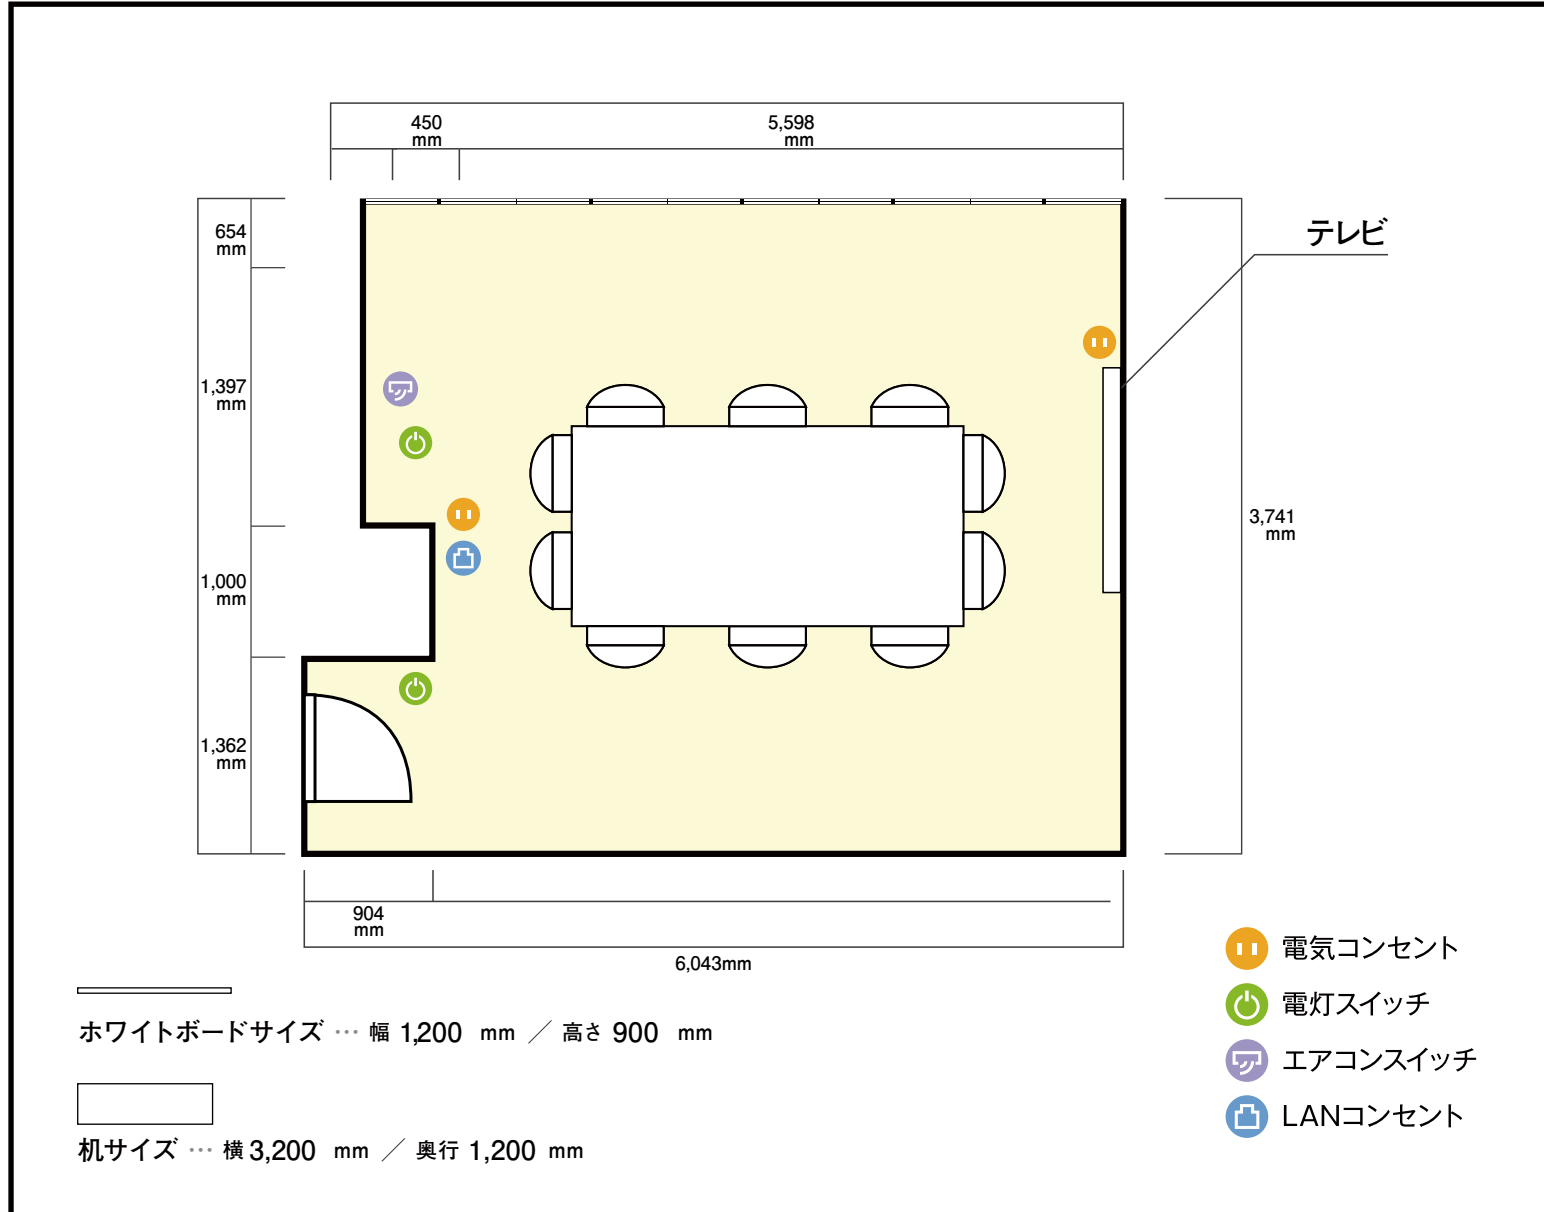 450
mm
5,598
mm
654
mm
テレビ
1,397
mm
3,741
mm
1,000
mm
1,362
mm
904
mm
6,043mm
電気コンセント
電灯スイッチ
ホワイトボードサイズ … 幅 1,200 mm ／ 高さ 900 mm
エアコンスイッチ
LANコンセント
机サイズ … 横 3,200 mm ／ 奥行 1,200 mm